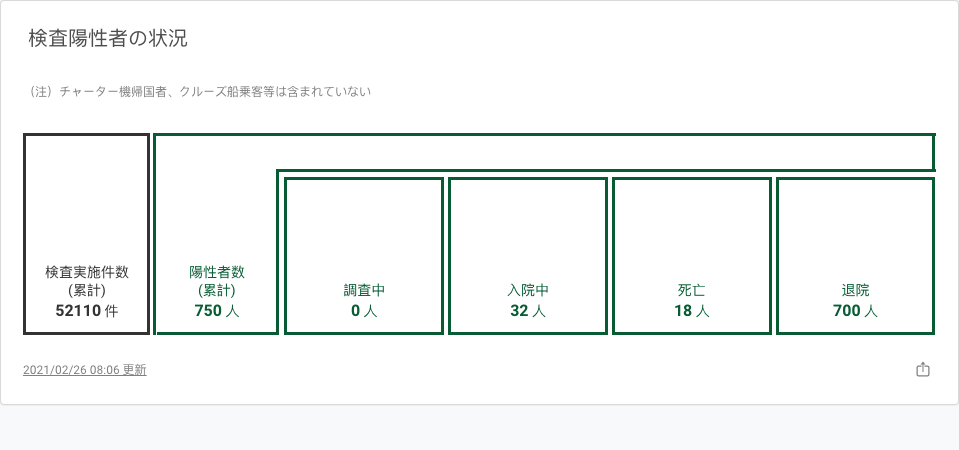 検査陽性者の状況
（注）チャーター機帰国者、クルーズ船乗客等は含まれていない
検査実施件数
(累計)
52110 件
陽性者数
(累計)
750 人
調査中
0 人
入院中
32 人
死亡
18 人
退院
700 人
2021/02/26 08:06 更新